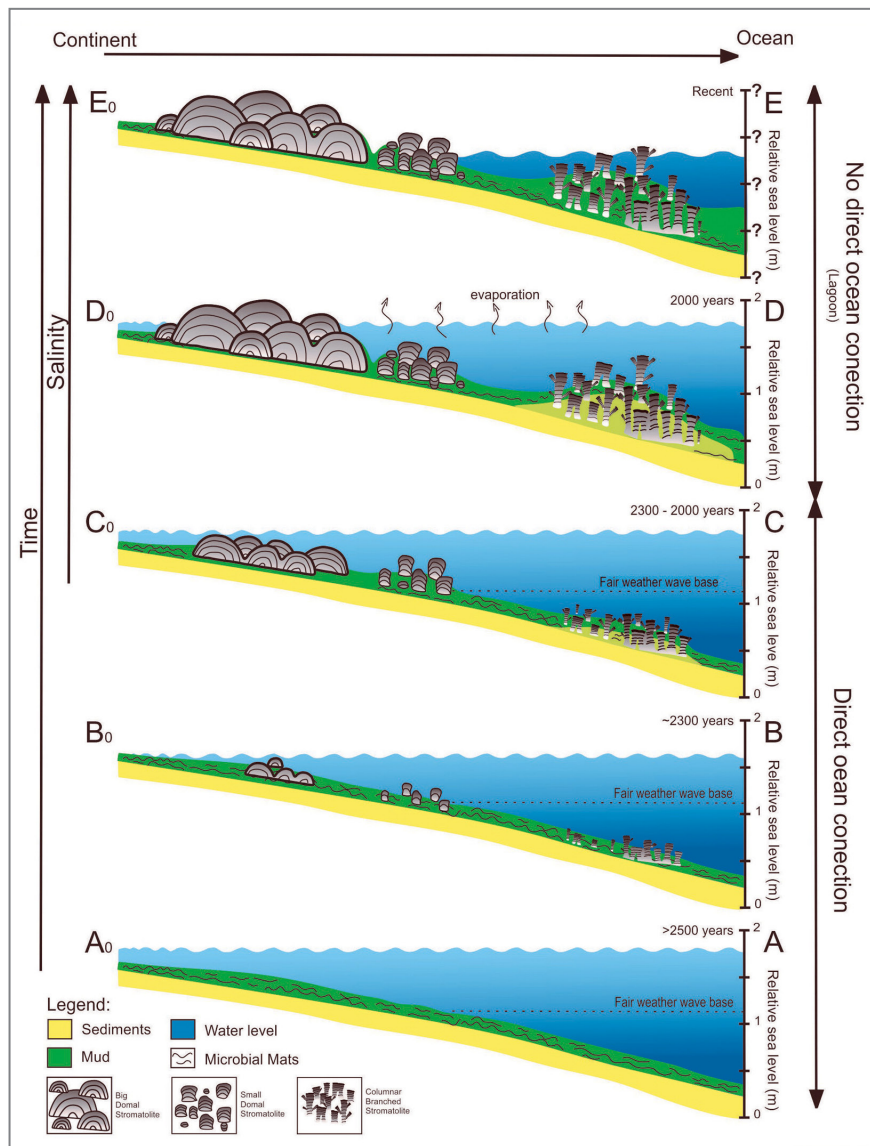 Continent
Ocean
E0
Recent
?
E
?
?
?
?
Relative sea level (m)
No direct ocean conection
(Lagoon)
Time
Salinity
D0
evaporation
2000 years
2
D
1
0
Relative sea level (m)
C0
2300 - 2000 years
2
C
Fair weather wave base
1
0
Relative sea leve (m)
Direct oean conection
B0
~2300 years
2
B
Fair weather wave base
1
0
Relative sea level (m)
A0
>2500 years
2
A
Fair weather wave base
1
0
Relative sea level (m)
Legend:
Sediments
Water level
Mud
Microbial Mats
Big
Domal
Stromatolite
Small
Domal
Stromatolite
Columnar
Branched
Stromatolite